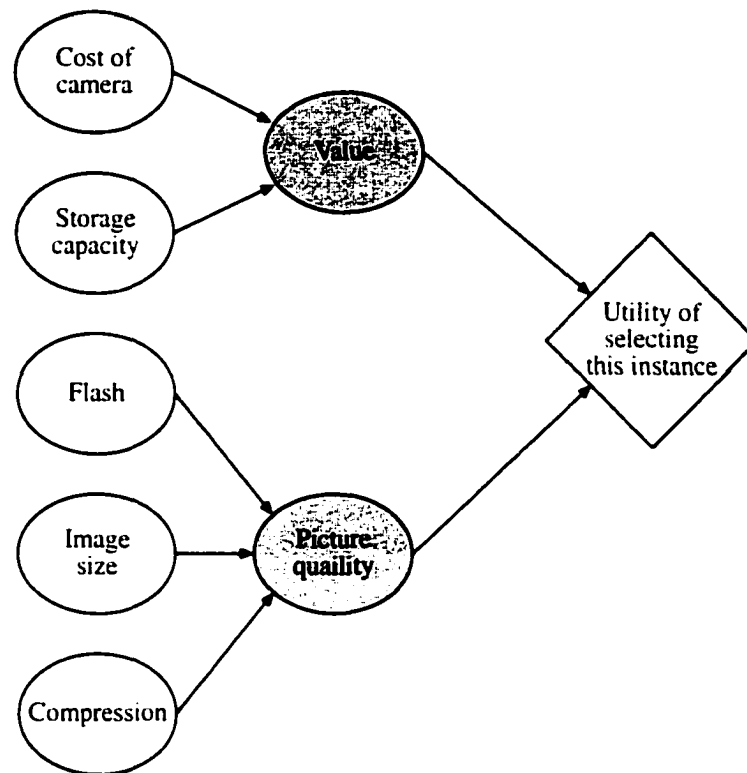 Cost of
camera
Value
Storage
capacity
Utility of
selecting
this instance
Flash
Image
size
Picture
quaility
Compression